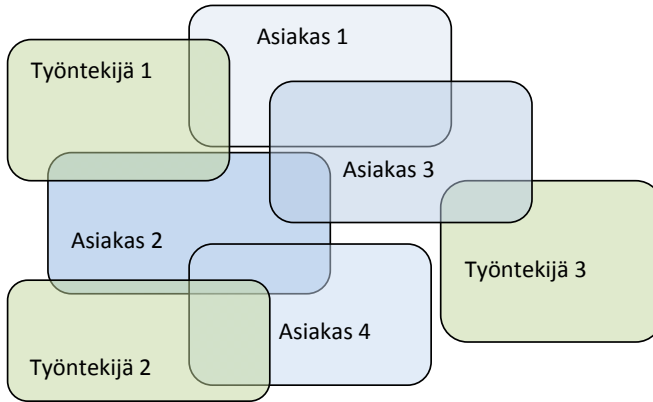 Asiakas 1
Työntekijä 1
Asiakas 3
Asiakas 2
Työntekijä 3
Asiakas 4
Työntekijä 2